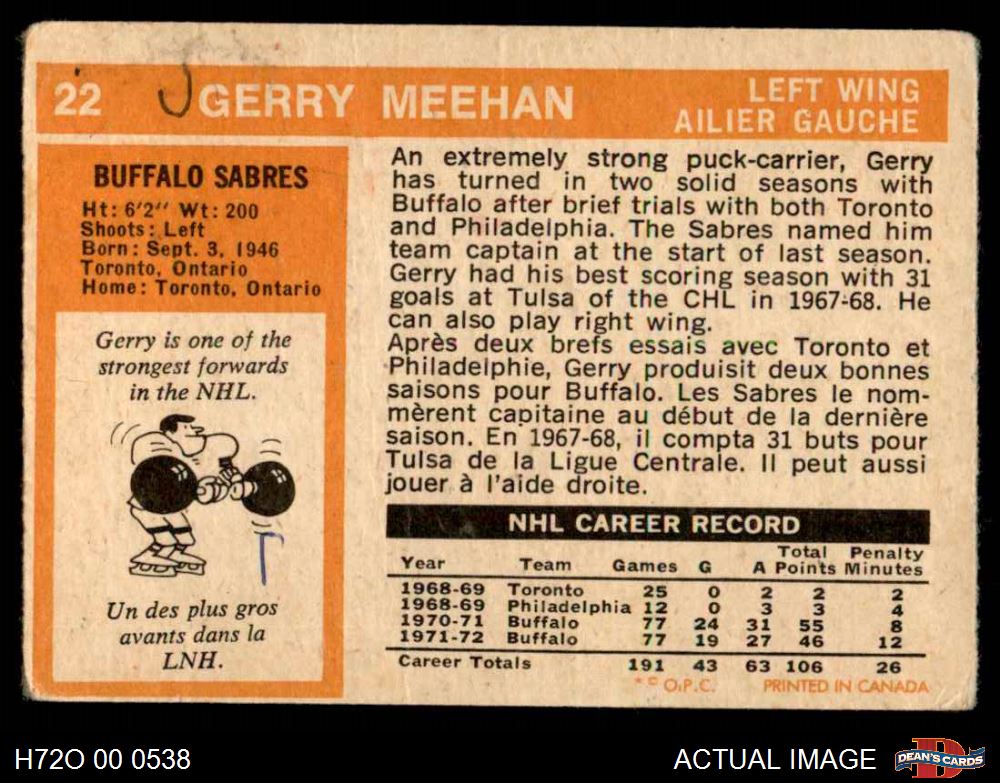 22 GERRY MEEHAN
LEFT WING
AILIER GAUCHE
BUFFALO SABRES
Ht: 6'2" Wt: 200
Shoots: Left
Born: Sept. 3, 1946
Toronto, Ontario
Home: Toronto, Ontario
Gerry is one of the
strongest forwards
in the NHL.
Un des plus gros
avants dans la
LNH.
An extremely strong puck-carrier, Gerry
has turned in two solid seasons with
Buffalo after brief trials with both Toronto
and Philadelphia. The Sabres named him
team captain at the start of last season.
Gerry had his best scoring season with 31
goals at Tulsa of the CHL in 1967-68. He
can also play right wing.
Après deux brefs essais avec Toronto et
Philadelphie, Gerry produisit deux bonnes
saisons pour Buffalo. Les Sabres le nom-
mèrent capitaine au début de la dernière
saison. En 1967-68, il compta 31 buts pour
Tulsa de la Ligue Centrale. Il peut aussi
jouer à l'aide droite.
NHL CAREER RECORD
Year Team Games G A Total Points Penalty Minutes
1968-69 Toronto 25 0 2 2 2
1968-69 Philadelphia 12 0 3 3 4
1970-71 Buffalo 77 24 31 55 8
1971-72 Buffalo 77 19 27 46 12
Career Totals 191 43 63 106 26
* © O.P.C. PRINTED IN CANADA
H72O 00 0538
ACTUAL IMAGE
D
DEAN'S CARDS